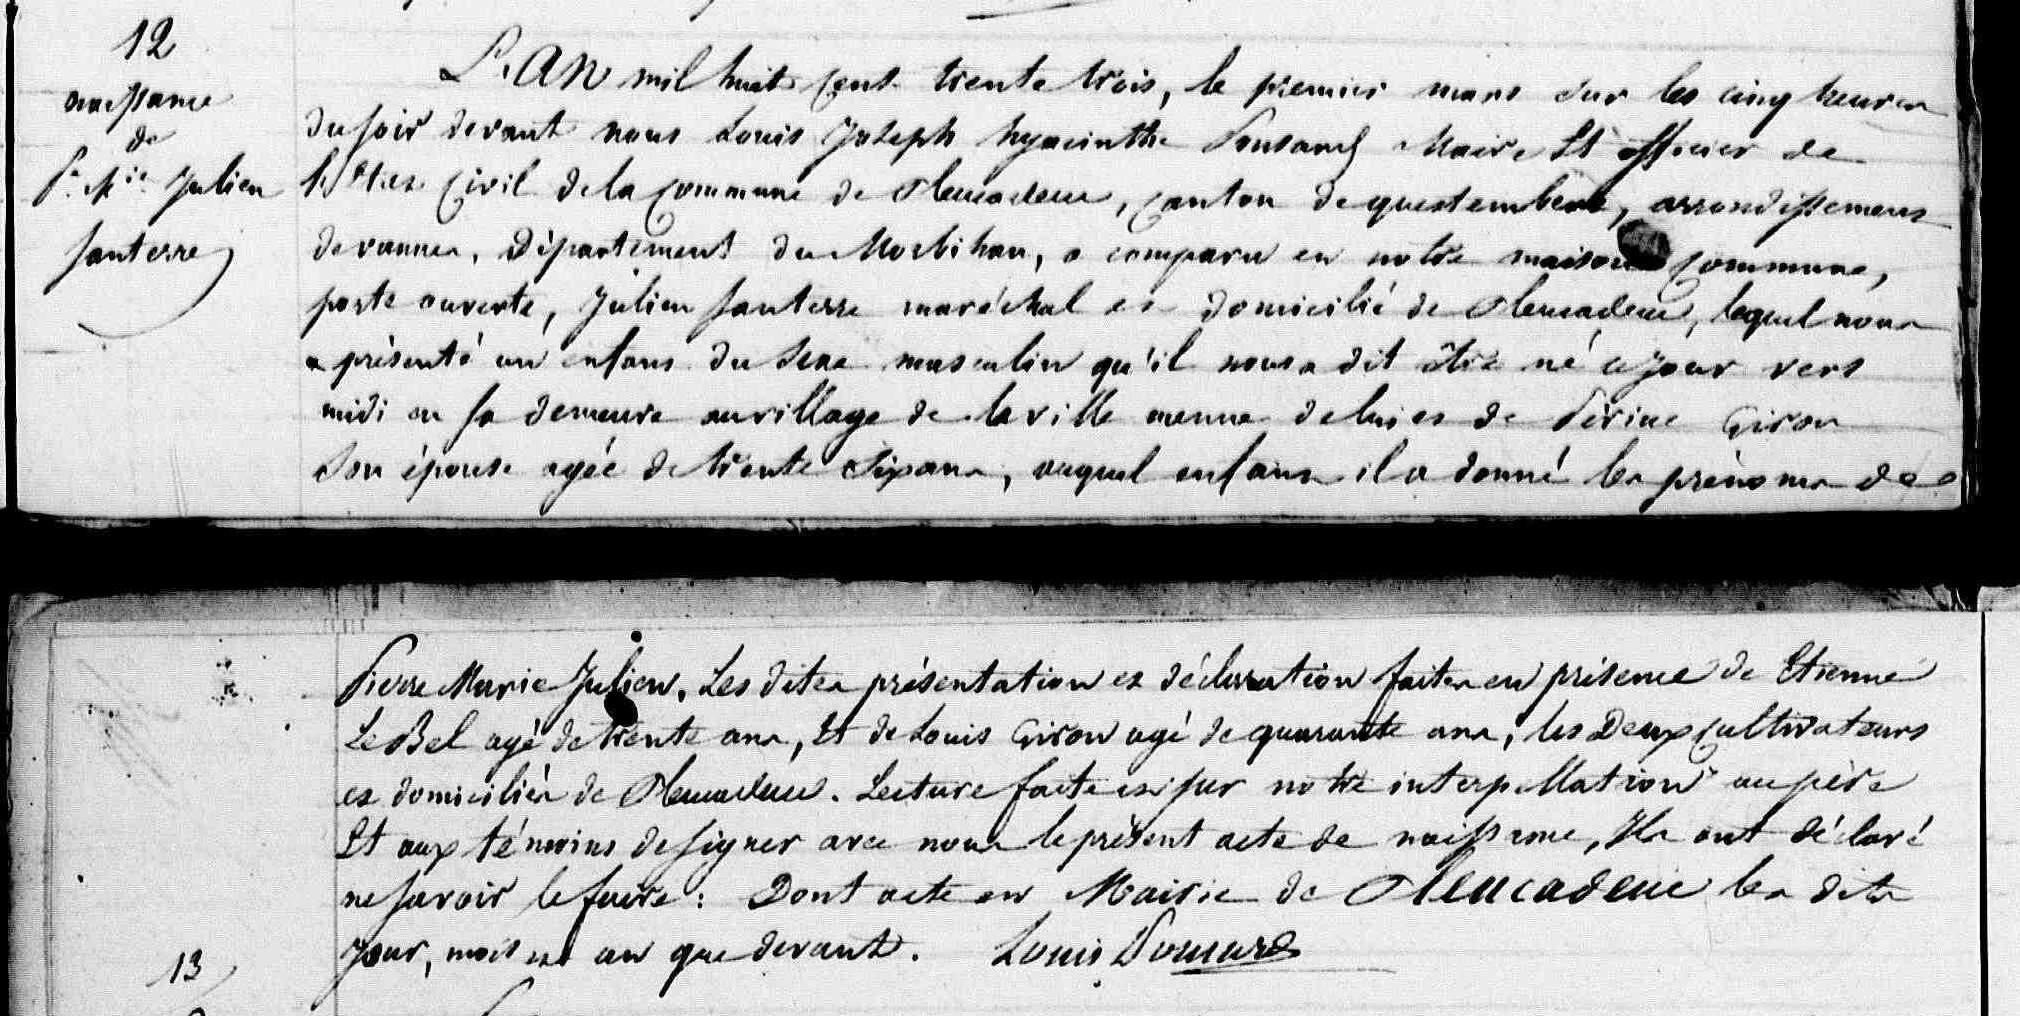 12
naissance
de
P.re M.ie Julien
Santerre
L'AN mil huit cent trente trois, le premier mars sur les cinq heures
du soir devant nous Louis Joseph hyacinthe Maire Et officier de
l'Etat Civil de la Commune de Pleucadeuc, Canton de questembert, arrondissement
de vannes, Département du Morbihan, a comparu en notre maison Commune,
porte ouverte, Julien Santerre maréchal et domicilié de Pleucadeuc, lequel nous
a présenté un enfant du sexe masculin qu'il nous a dit être né ce jour vers
midi en sa demeure au village de la ville menne de lui et de Périne Giron
Son épouse agée de trente Six ans, auquel enfant il a donné les prénoms de
Pierre Marie Julien. Les dites présentation et déclaration faites en présence de Etienne
Le Bel agé de trente ans, Et de Louis Giron agé de quarante ans, les Deux Cultivateurs
et domiciliés de Pleucadeuc. Lecture faite et sur notre interpellation au père
Et aux témoins de signer avec nous le présent acte de naissance, Ils ont déclaré
ne savoir le faire : Dont acte en Mairie de Pleucadeuc les dits
Jour, mois et an que devant. Louis
13